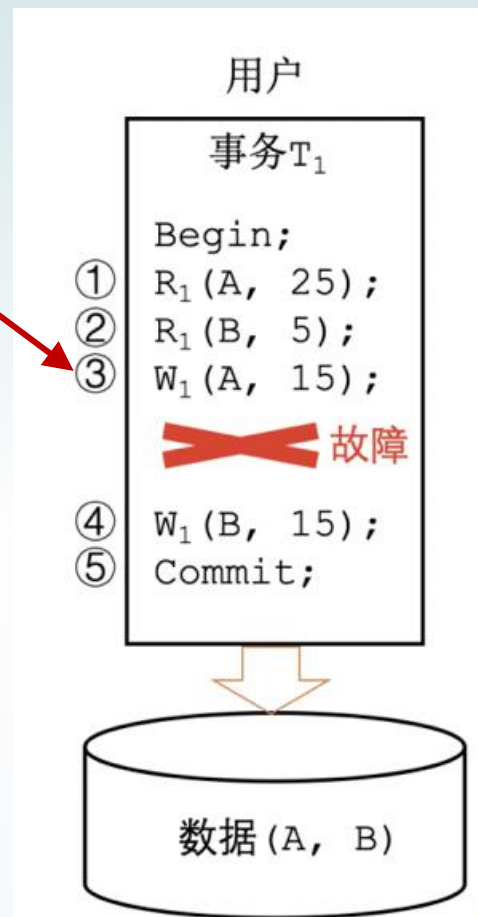 用户
事务T₁
Begin;
① R₁(A, 25);
② R₁(B, 5);
③ W₁(A, 15);
故障
④ W₁(B, 15);
⑤ Commit;
数据(A, B)